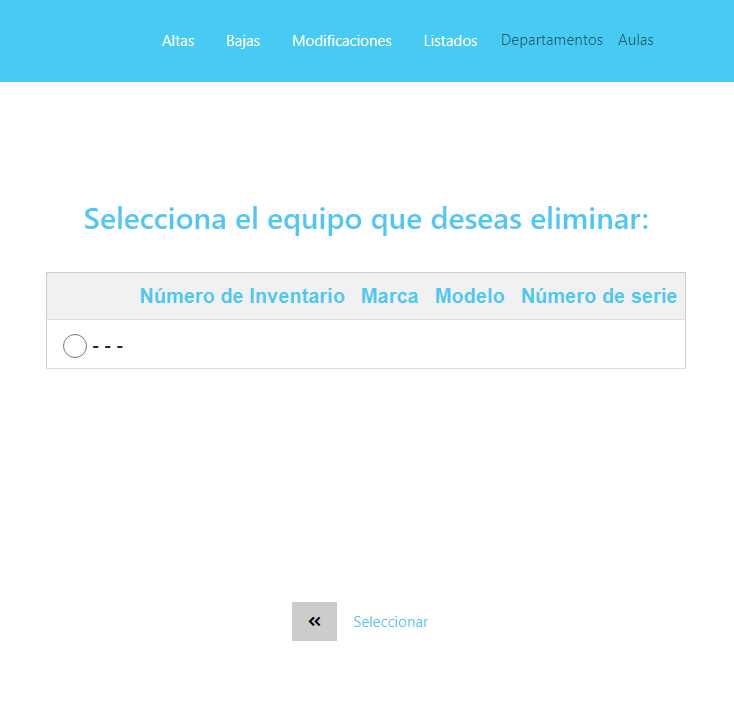 Altas Bajas Modificaciones Listados Departamentos Aulas
Selecciona el equipo que deseas eliminar:
Número de Inventario Marca Modelo Número de serie
- - -
« Seleccionar